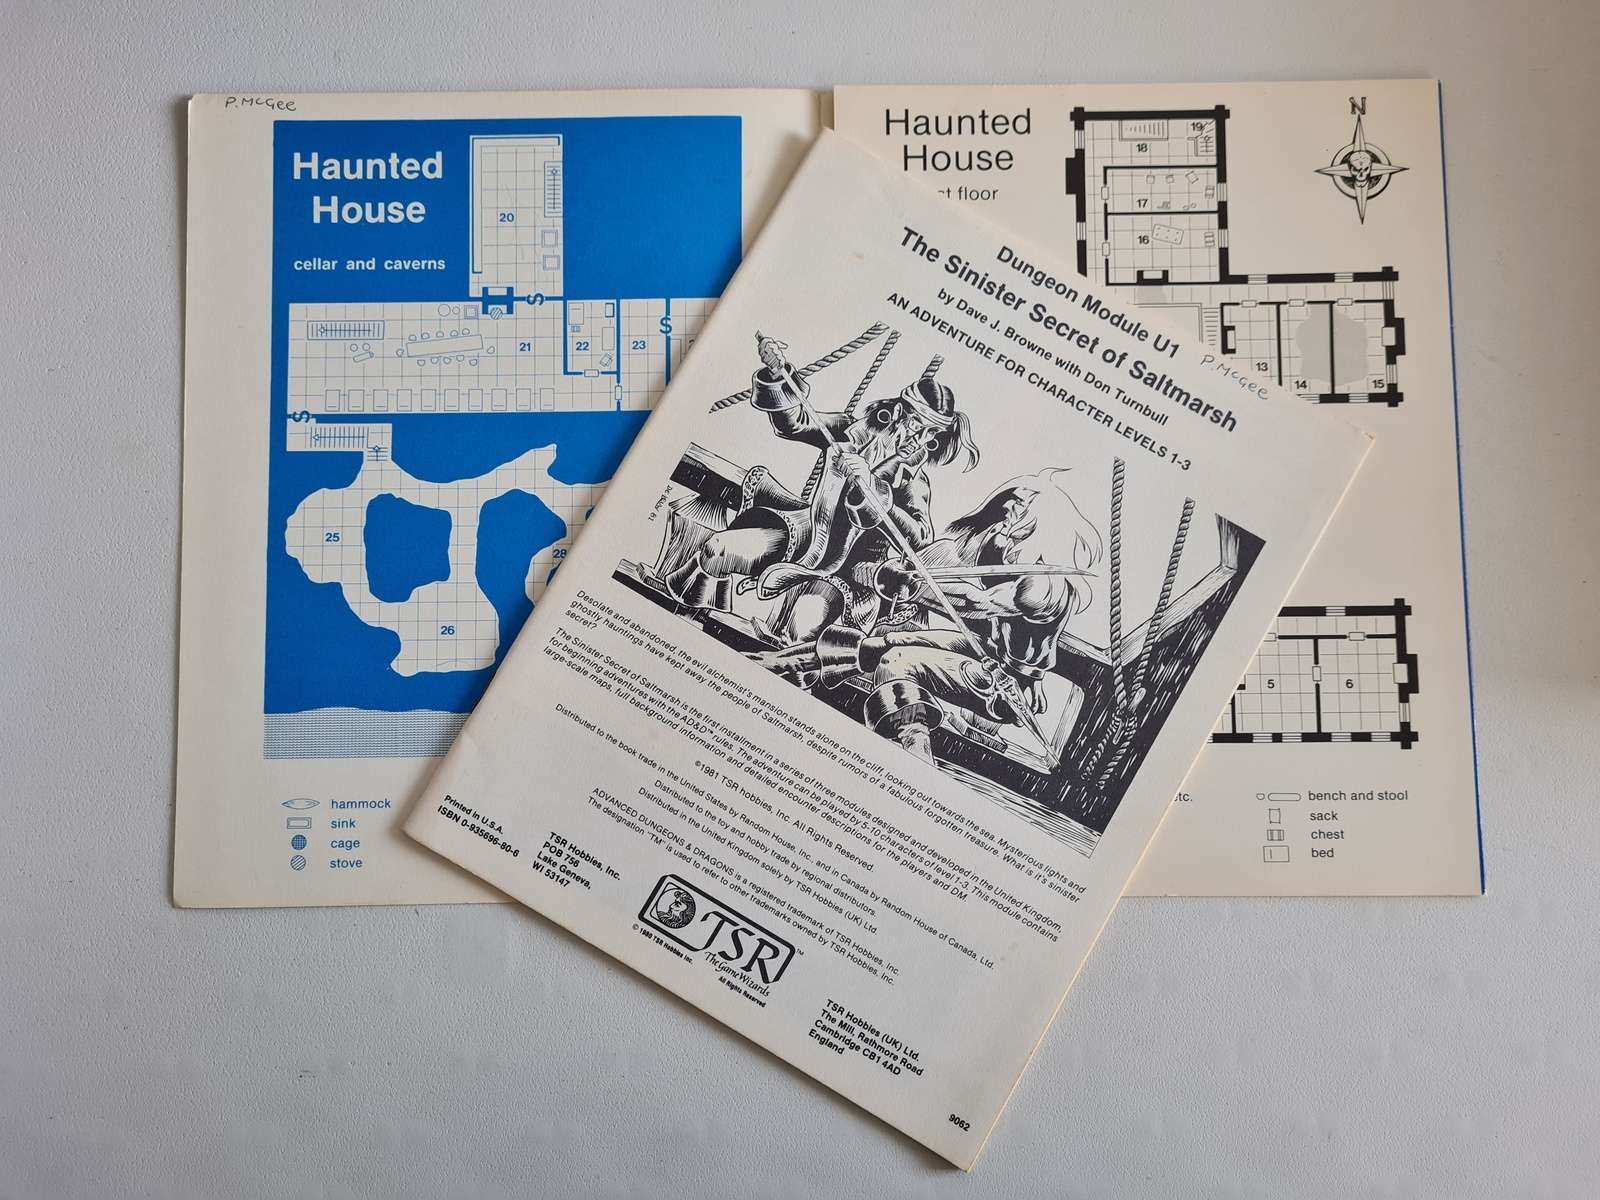 P. McGee
Haunted
House
cellar and caverns
20
S
21
22
23
S
S
25
28
26
hammock
sink
cage
stove
Haunted
House
st floor
N
19
18
17
16
13
14
15
5
6
etc.
bench and stool
sack
chest
bed
Dungeon Module U1
The Sinister Secret of Saltmarsh
by Dave J. Browne with Don Turnbull
AN ADVENTURE FOR CHARACTER LEVELS 1-3
P. McGee
Desolate and abandoned, the evil alchemist's mansion stands alone on the cliff, looking out towards the sea. Mysterious lights and
ghostly hauntings have kept away the people of Saltmarsh, despite rumors of a fabulous forgotten treasure. What is it's sinister
secret?
The Sinister Secret of Saltmarsh is the first installment in a series of three modules designed and developed in the United Kingdom,
for beginning adventures with the AD&D™ rules. The adventure can be played by 5-10 characters of level 1-3. This module contains
large-scale maps, full background information and detailed encounter descriptions for the players and DM.
©1981 TSR hobbies, Inc. All Rights Reserved.
Distributed to the book trade in the United States by Random House, Inc., and in Canada by Random House of Canada, Ltd.
Distributed to the toy and hobby trade by regional distributors.
Distributed in the United Kingdom solely by TSR Hobbies (UK) Ltd.
ADVANCED DUNGEONS & DRAGONS is a registered trademark of TSR Hobbies, Inc.
The designation "TM" is used to refer to other trademarks owned by TSR Hobbies, Inc.
Printed in U.S.A.
ISBN 0-935696-80-6
TSR Hobbies, Inc.
POB 756
Lake Geneva,
WI 53147
TSR™
The Game Wizards
© 1980 TSR Hobbies Inc.
All Rights Reserved
TSR Hobbies (UK) Ltd.
The Mill, Rathmore Road
Cambridge CB1 4AD
England
9062